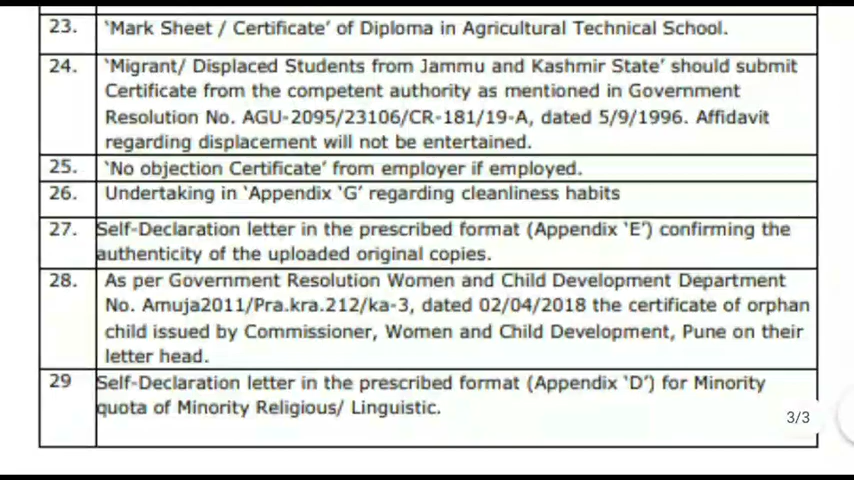 23. ‘Mark Sheet / Certificate’ of Diploma in Agricultural Technical School.
24. ‘Migrant/ Displaced Students from Jammu and Kashmir State’ should submit
Certificate from the competent authority as mentioned in Government
Resolution No. AGU-2095/23106/CR-181/19-A, dated 5/9/1996. Affidavit
regarding displacement will not be entertained.
25. ‘No objection Certificate’ from employer if employed.
26. Undertaking in ‘Appendix ‘G’ regarding cleanliness habits
27. Self-Declaration letter in the prescribed format (Appendix ‘E’) confirming the
authenticity of the uploaded original copies.
28. As per Government Resolution Women and Child Development Department
No. Amuja2011/Pra.kra.212/ka-3, dated 02/04/2018 the certificate of orphan
child issued by Commissioner, Women and Child Development, Pune on their
letter head.
29 Self-Declaration letter in the prescribed format (Appendix ‘D’) for Minority
quota of Minority Religious/ Linguistic.
3/3